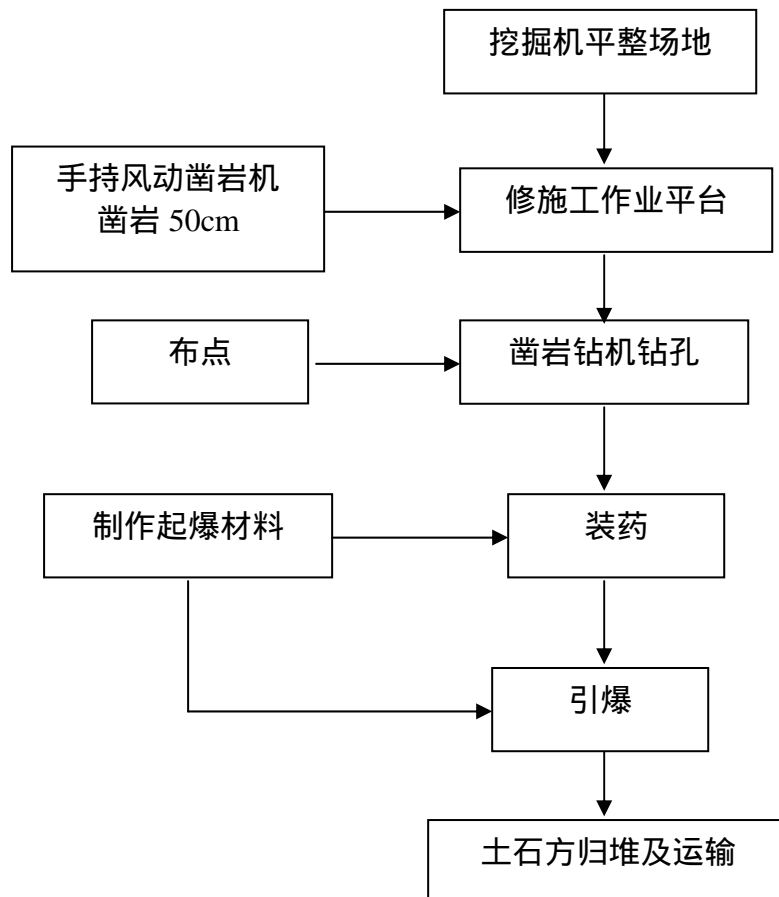 挖掘机平整场地
手持风动凿岩机
凿岩 50cm
修施工作业平台
布点
凿岩钻机钻孔
制作起爆材料
装药
引爆
土石方归堆及运输